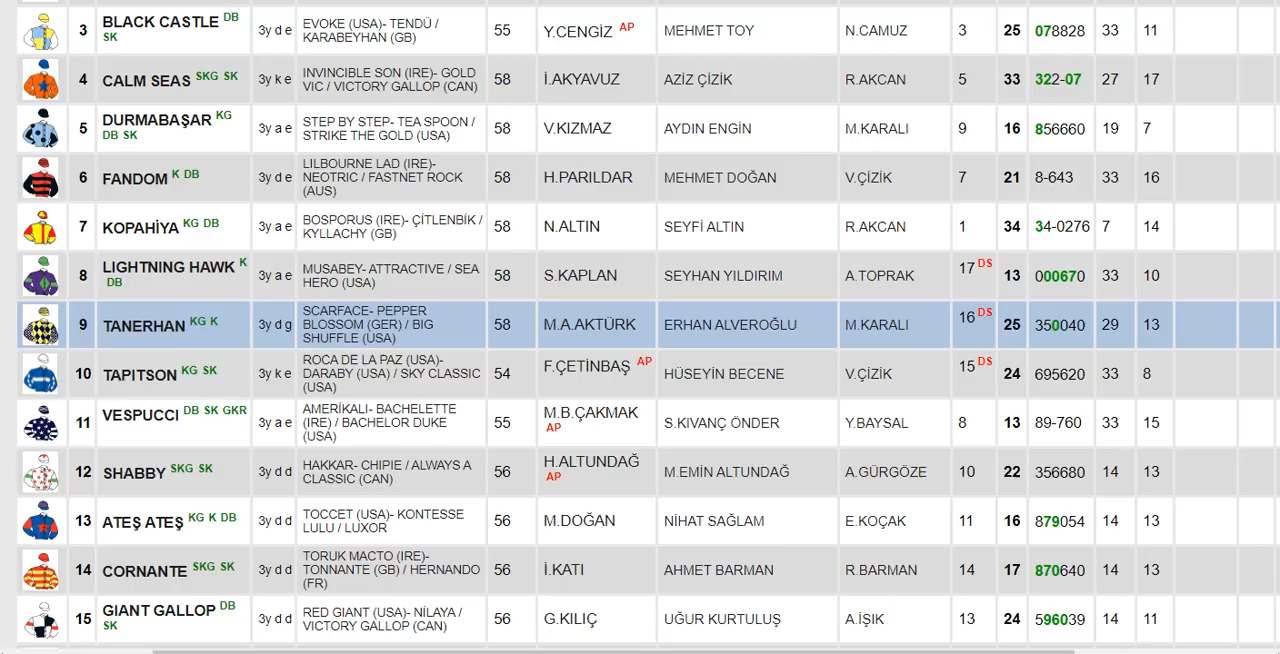 3 BLACK CASTLE DB SK 3y d e EVOKE (USA)- TENDÜ / KARABEYHAN (GB) 55 Y.CENGİZ AP MEHMET TOY N.CAMUZ 3 25 078828 33 11
4 CALM SEAS SKG SK 3y k e INVINCIBLE SON (IRE)- GOLD VIC / VICTORY GALLOP (CAN) 58 İ.AKYAVUZ AZİZ ÇİZİK R.AKCAN 5 33 322-07 27 17
5 DURMABAŞAR KG DB SK 3y a e STEP BY STEP- TEA SPOON / STRIKE THE GOLD (USA) 58 V.KIZMAZ AYDIN ENGİN M.KARALI 9 16 856660 19 7
6 FANDOM K DB 3y d e LILBOURNE LAD (IRE)- NEOTRIC / FASTNET ROCK (AUS) 58 H.PARILDAR MEHMET DOĞAN V.ÇİZİK 7 21 8-643 33 16
7 KOPAHİYA KG DB 3y a e BOSPORUS (IRE)- ÇİTLENBİK / KYLLACHY (GB) 58 N.ALTIN SEYFİ ALTIN R.AKCAN 1 34 34-0276 7 14
8 LIGHTNING HAWK K DB 3y a e MUSABEY- ATTRACTIVE / SEA HERO (USA) 58 S.KAPLAN SEYHAN YILDIRIM A.TOPRAK 17 DS 13 000670 33 10
9 TANERHAN KG K 3y d g SCARFACE- PEPPER BLOSSOM (GER) / BIG SHUFFLE (USA) 58 M.A.AKTÜRK ERHAN ALVEROĞLU M.KARALI 16 DS 25 350040 29 13
10 TAPITSON KG SK 3y k e ROCA DE LA PAZ (USA)- DARABY (USA) / SKY CLASSIC (USA) 54 F.ÇETİNBAŞ AP HÜSEYİN BECENE V.ÇİZİK 15 DS 24 695620 33 8
11 VESPUCCI DB SK GKR 3y a e AMERİKALI- BACHELETTE (IRE) / BACHELOR DUKE (USA) 55 M.B.ÇAKMAK AP S.KIVANÇ ÖNDER Y.BAYSAL 8 13 89-760 33 15
12 SHABBY SKG SK 3y d d HAKKAR- CHIPIE / ALWAYS A CLASSIC (CAN) 56 H.ALTUNDAĞ AP M.EMİN ALTUNDAĞ A.GÜRGÖZE 10 22 356680 14 13
13 ATEŞ ATEŞ KG K DB 3y d d TOCCET (USA)- KONTESSE LULU / LUXOR 56 M.DOĞAN NİHAT SAĞLAM E.KOÇAK 11 16 879054 14 13
14 CORNANTE SKG SK 3y d d TORUK MACTO (IRE)- TONNANTE (GB) / HERNANDO (FR) 56 İ.KATI AHMET BARMAN R.BARMAN 14 17 870640 14 13
15 GIANT GALLOP DB SK 3y d d RED GIANT (USA)- NİLAYA / VICTORY GALLOP (CAN) 56 G.KILIÇ UĞUR KURTULUŞ A.IŞIK 13 24 596039 14 11